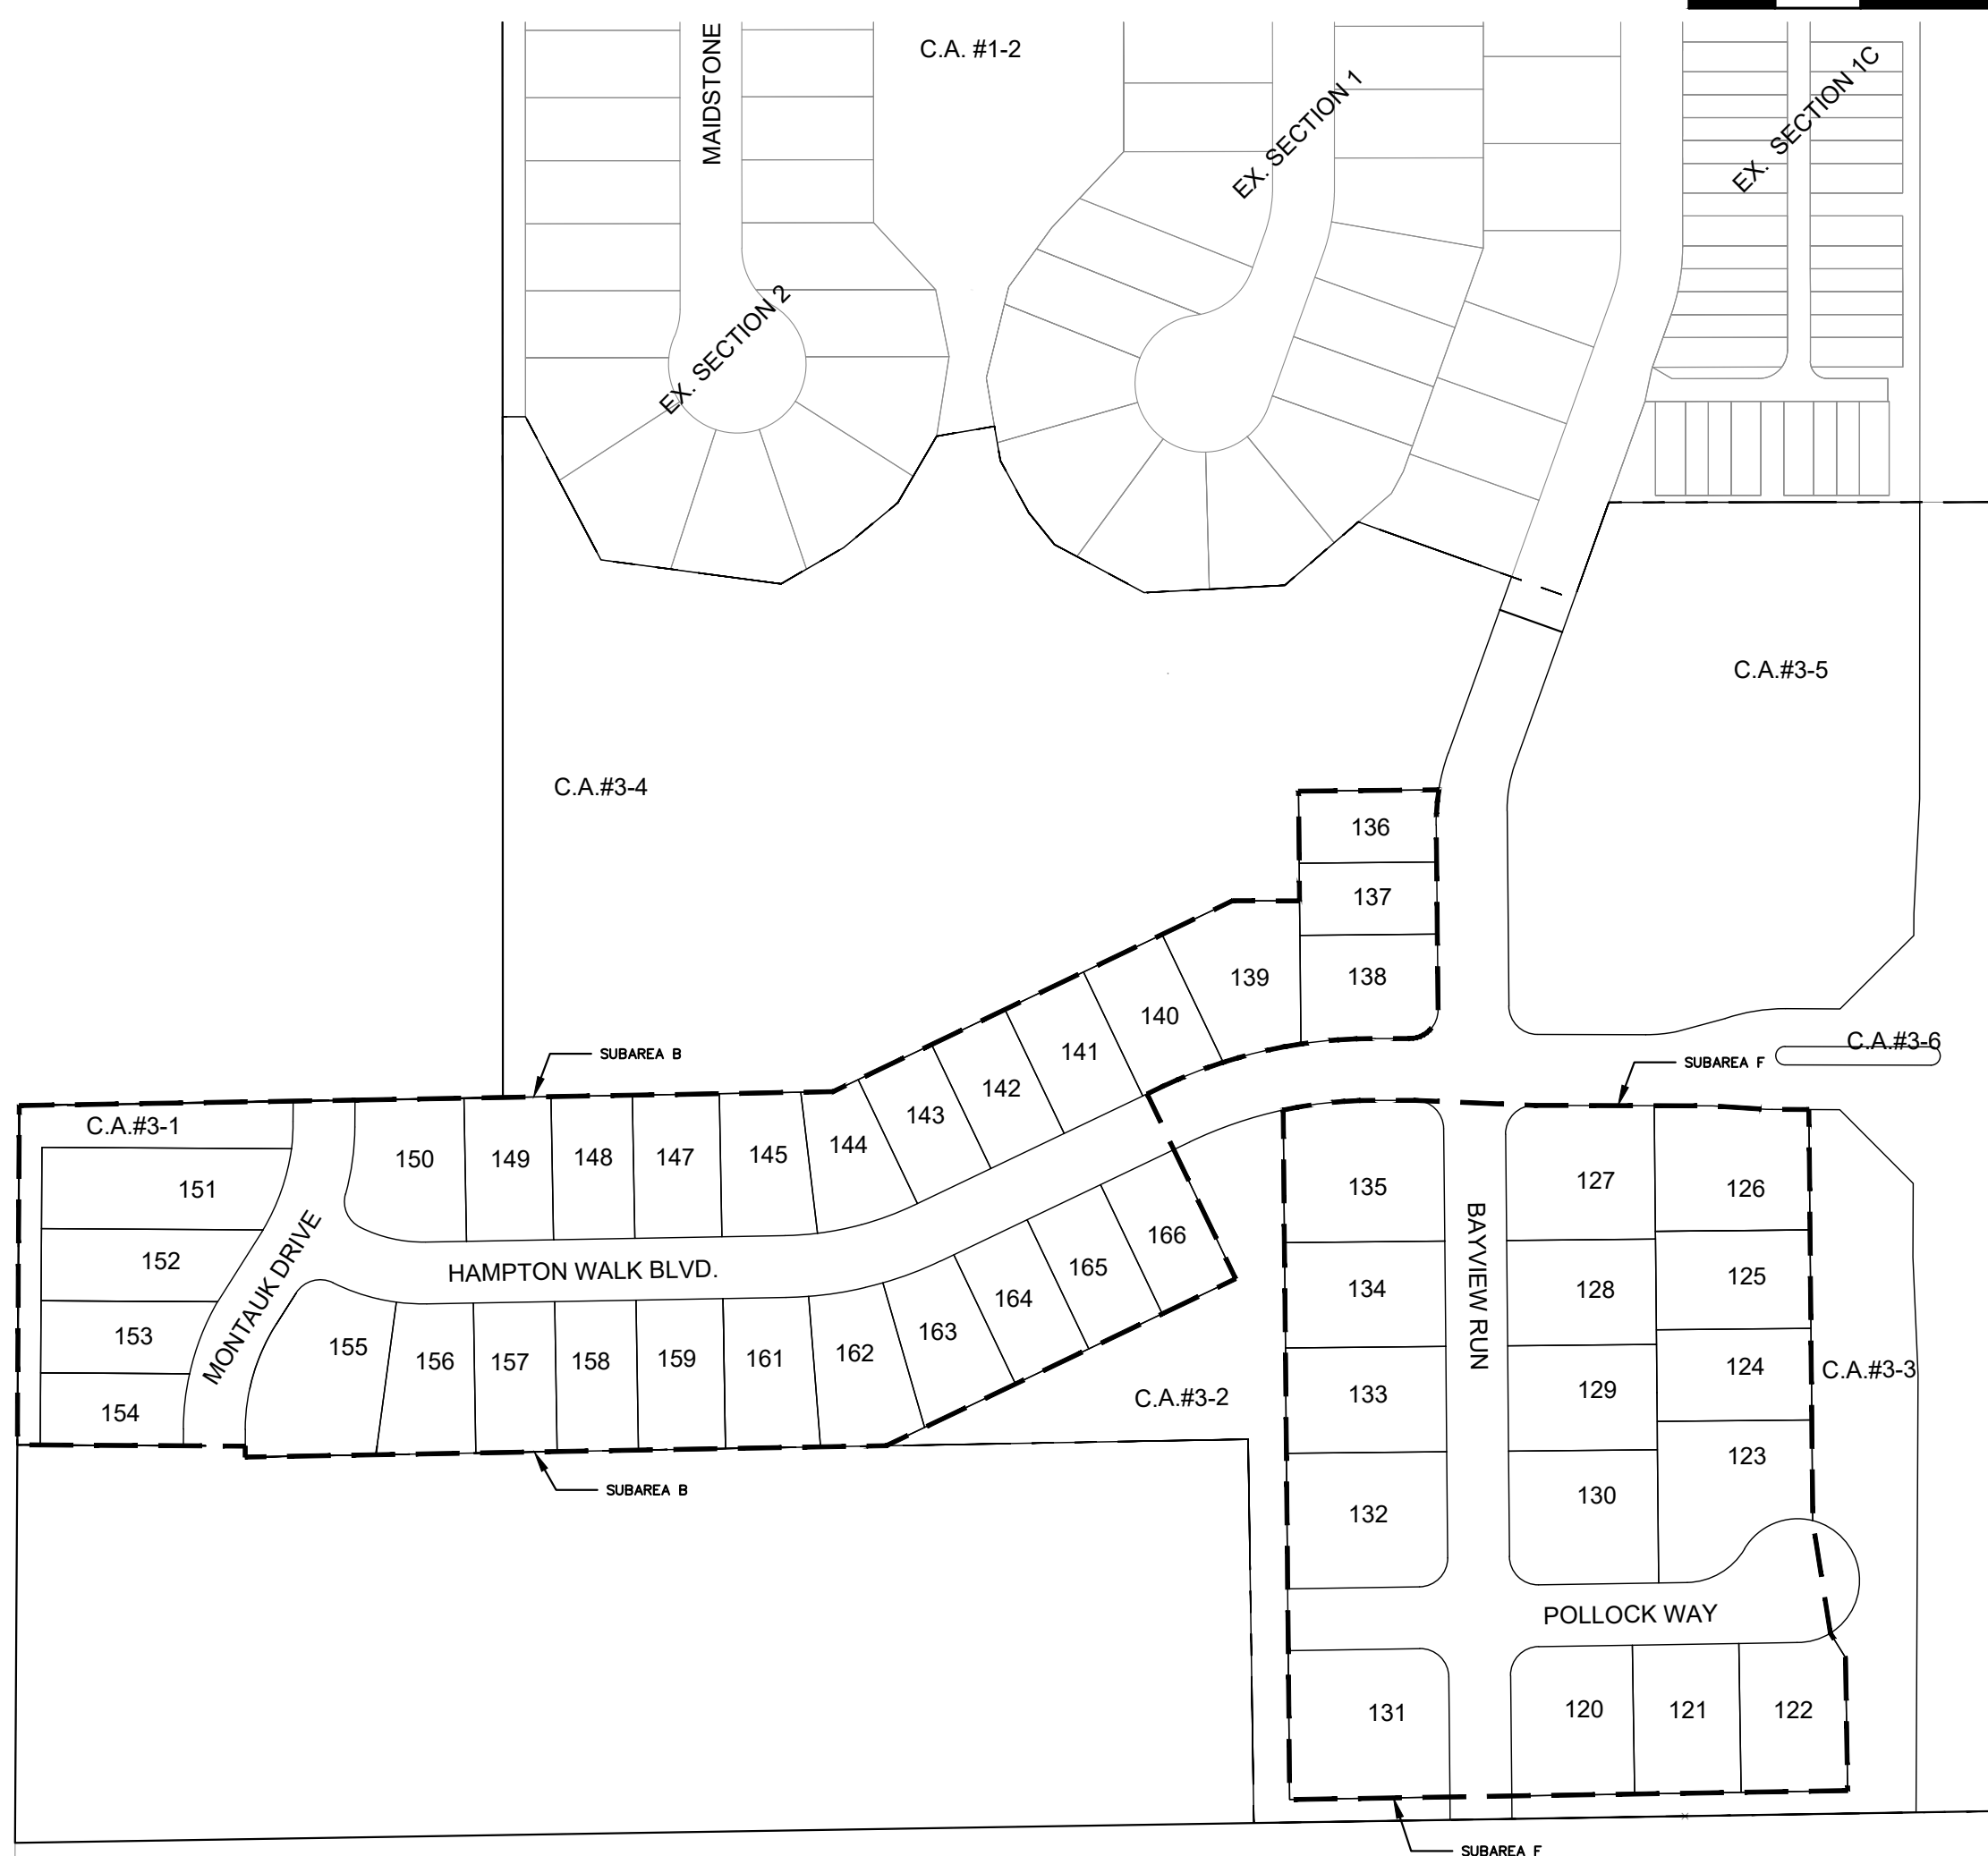 MAIDSTONE
C.A. #1-2
EX. SECTION 1
EX. SECTION 1C
EX. SECTION 2
C.A.#3-5
C.A.#3-4
136
137
138
139
140
141
142
143
144
145
147
148
149
150
SUBAREA B
C.A.#3-6
SUBAREA F
C.A.#3-1
151
152
153
154
MONTAUK DRIVE
HAMPTON WALK BLVD.
155
156
157
158
159
161
162
163
164
165
166
C.A.#3-2
SUBAREA B
135
134
133
132
131
BAYVIEW RUN
127
128
129
130
126
125
124
123
C.A.#3-3
POLLOCK WAY
120
121
122
SUBAREA F